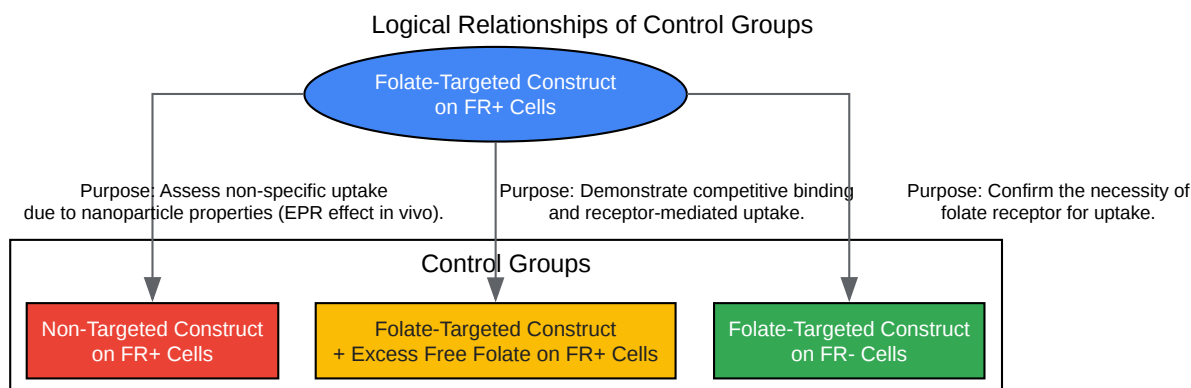 Logical Relationships of Control Groups
Folate-Targeted Construct
on FR+ Cells
Purpose: Assess non-specific uptake
due to nanoparticle properties (EPR effect in vivo).
Purpose: Demonstrate competitive binding
and receptor-mediated uptake.
Purpose: Confirm the necessity of
folate receptor for uptake.
Control Groups
Non-Targeted Construct
on FR+ Cells
Folate-Targeted Construct
+ Excess Free Folate on FR+ Cells
Folate-Targeted Construct
on FR- Cells